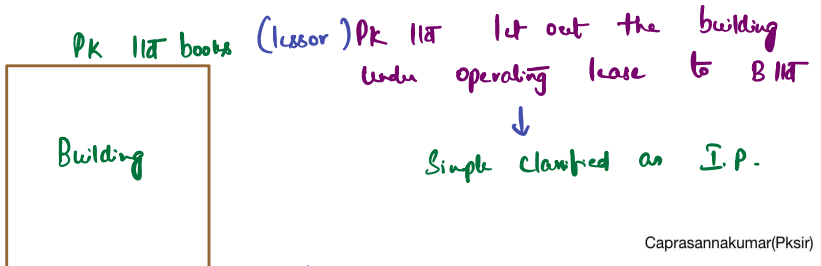 PK ltd books (lessor) PK ltd let out the building
under operating lease to B ltd
Building
Simple classified as I.P.
Caprasannakumar(Pksir)